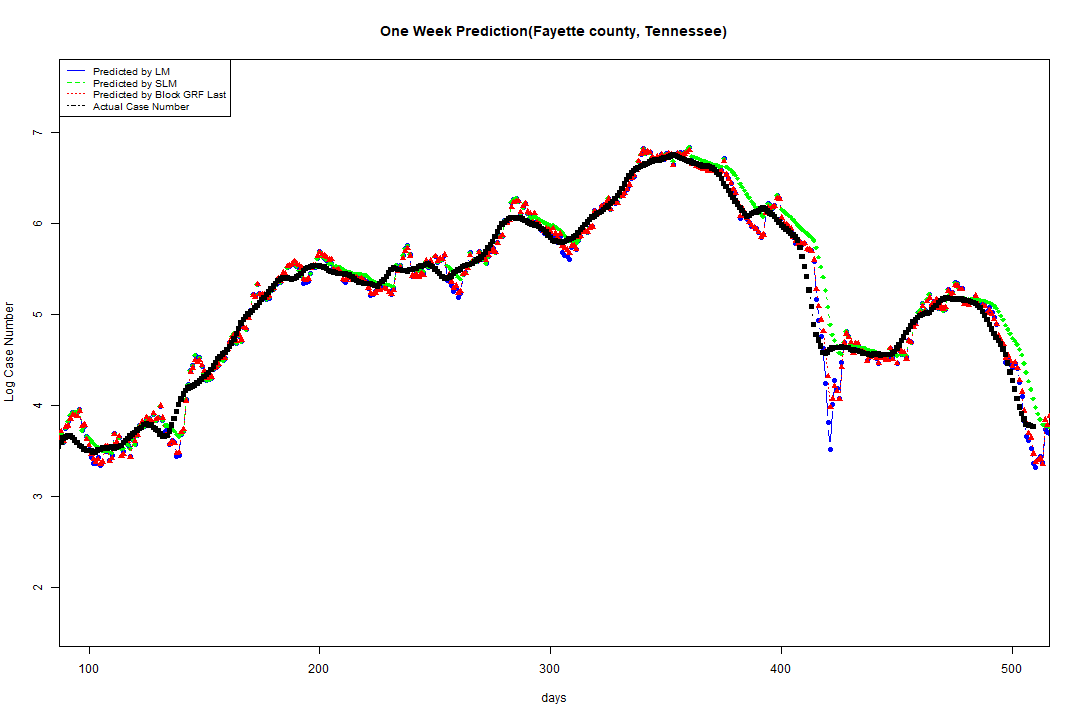 One Week Prediction(Fayette county, Tennessee)
Predicted by LM
Predicted by SLM
Predicted by Block GRF Last
Actual Case Number
7
6
5
4
3
2
Log Case Number
100 200 300 400 500
days